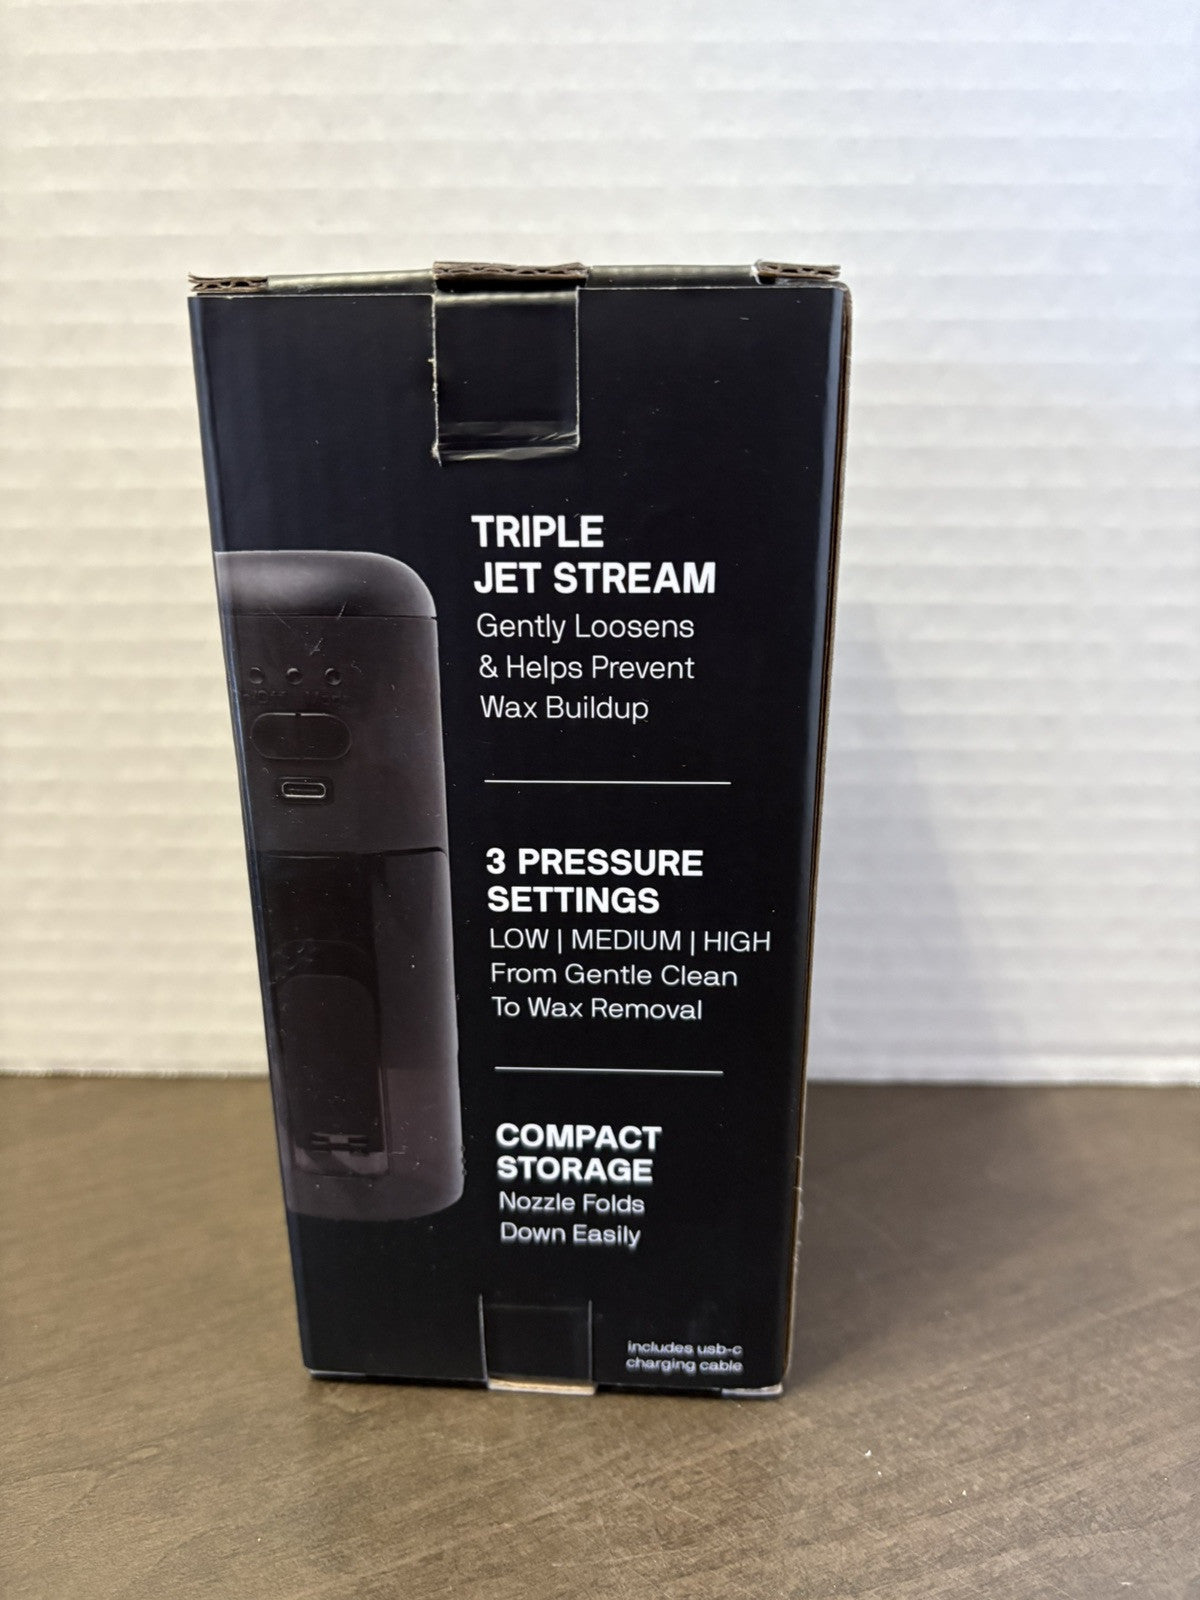 TRIPLE
JET STREAM
Gently Loosens
& Helps Prevent
Wax Buildup
3 PRESSURE
SETTINGS
LOW | MEDIUM | HIGH
From Gentle Clean
To Wax Removal
COMPACT
STORAGE
Nozzle Folds
Down Easily
includes usb-c
charging cable